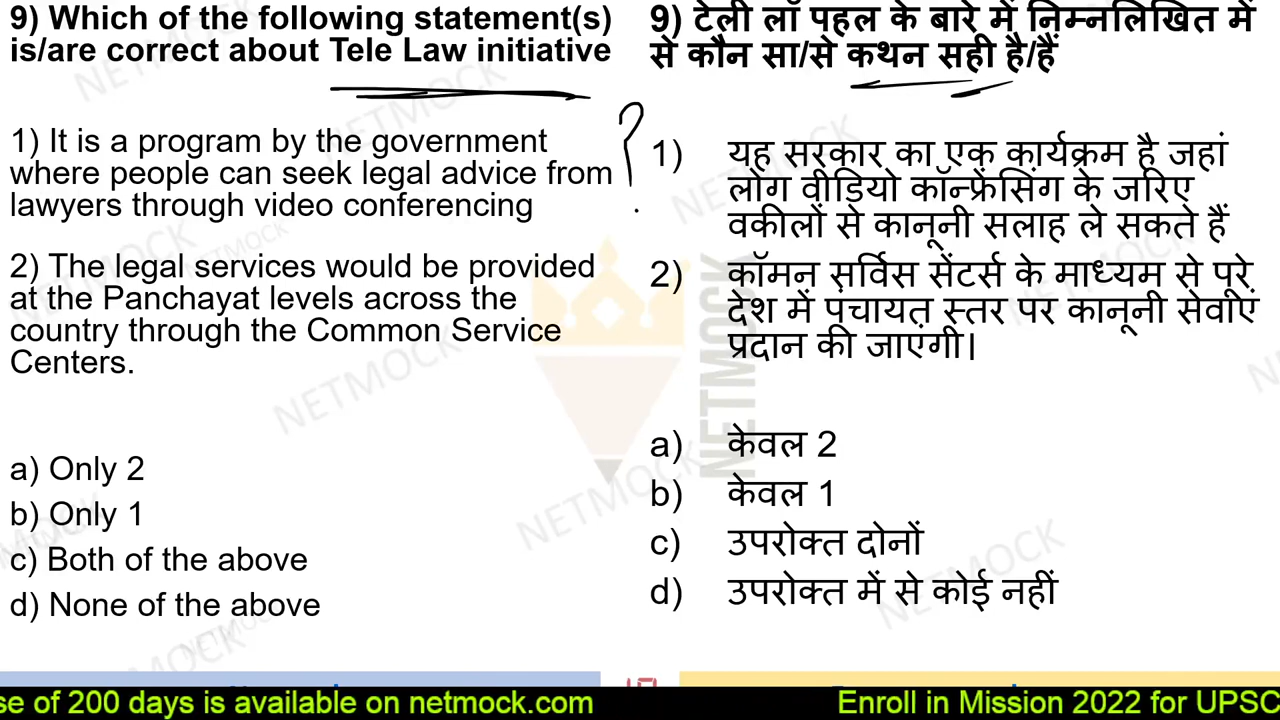 9) Which of the following statement(s)
is/are correct about Tele Law initiative
1) It is a program by the government
where people can seek legal advice from
lawyers through video conferencing
2) The legal services would be provided
at the Panchayat levels across the
country through the Common Service
Centers.
a) Only 2
b) Only 1
c) Both of the above
d) None of the above
?
9) टेली लॉ पहल के बारे में निम्नलिखित में
से कौन सा/से कथन सही है/हैं
1) यह सरकार का एक कार्यक्रम है जहां
लोग वीडियो कॉन्फ्रेंसिंग के जरिए
वकीलों से कानूनी सलाह ले सकते हैं
2) कॉमन सर्विस सेंटर्स के माध्यम से पूरे
देश में पंचायत स्तर पर कानूनी सेवाएं
प्रदान की जाएंगी।
a) केवल 2
b) केवल 1
c) उपरोक्त दोनों
d) उपरोक्त में से कोई नहीं
NETMOCK
se of 200 days is available on netmock.com
Enroll in Mission 2022 for UPSC